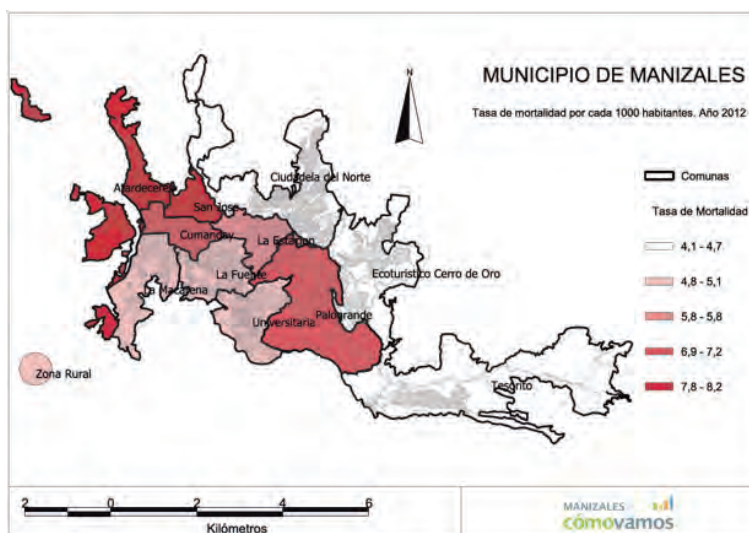 MUNICIPIO DE MANIZALES
Tasa de mortalidad por cada 1000 habitantes. Año 2012
N
Comunas
Tasa de Mortalidad
4,1 - 4,7
4,8 - 5,1
5,8 - 5,8
6,9 - 7,2
7,8 - 8,2
Ciudadela del Norte
Atardeceres
San José
Cumanday
La Estación
Ecoturístico Cerro de Oro
La Fuente
La Macarena
Palogrande
Universitaria
Zona Rural
Tesorito
2 0 2 4 6
Kilómetros
MANIZALES
cómovamos